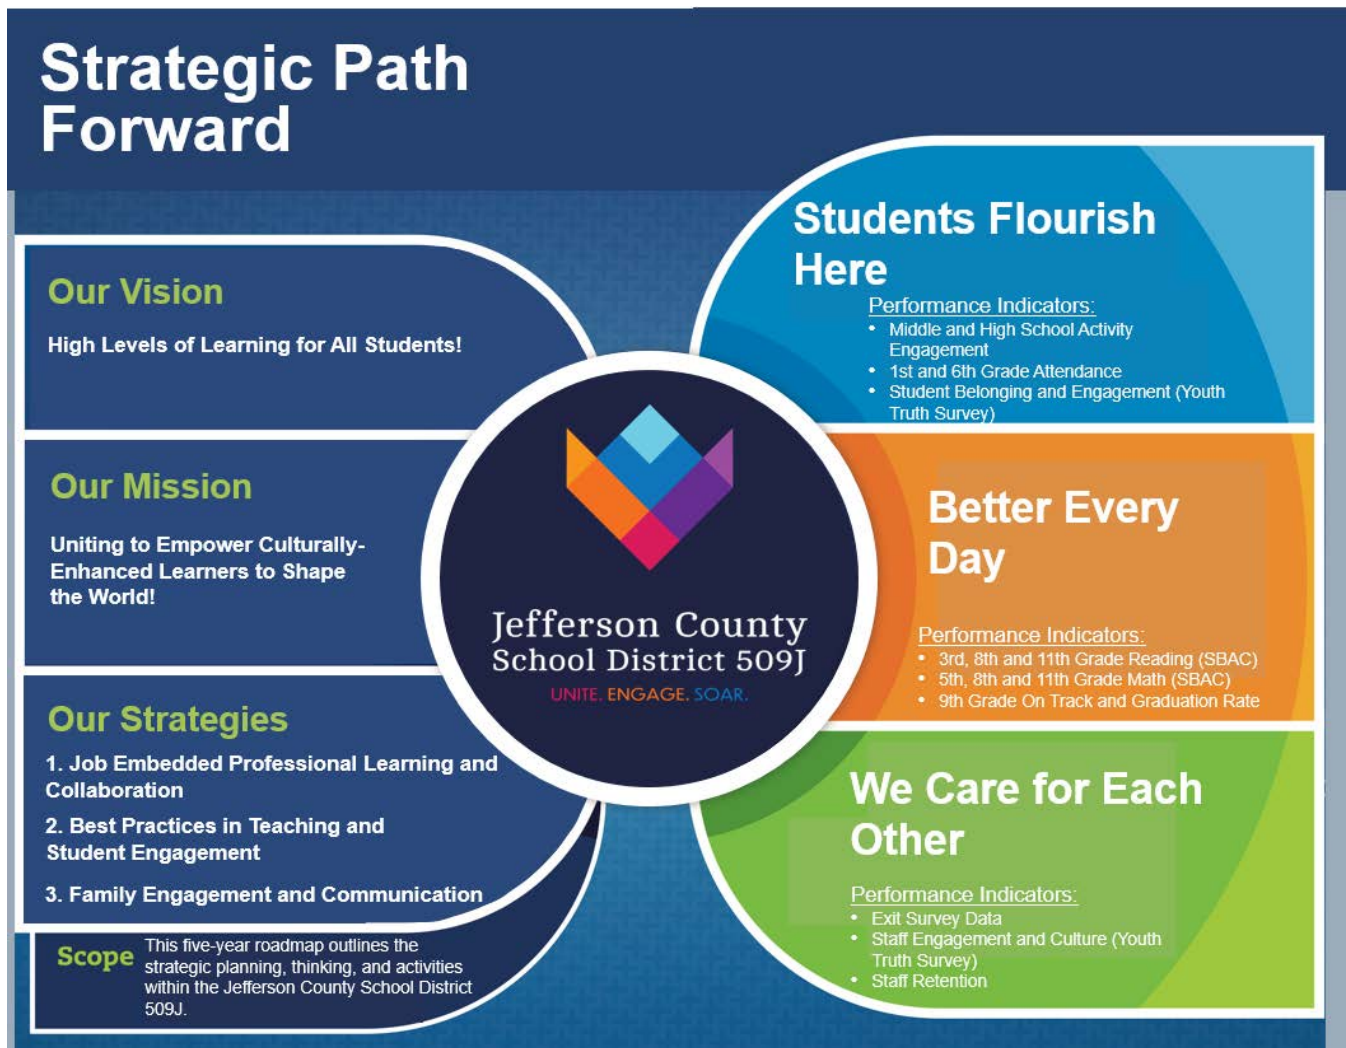 Strategic Path
Forward
Our Vision
High Levels of Learning for All Students!
Our Mission
Uniting to Empower Culturally-
Enhanced Learners to Shape
the World!
Our Strategies
1. Job Embedded Professional Learning and
Collaboration
2. Best Practices in Teaching and
Student Engagement
3. Family Engagement and Communication
Scope
This five-year roadmap outlines the
strategic planning, thinking, and activities
within the Jefferson County School District
509J.
Jefferson County
School District 509J
UNITE. ENGAGE. SOAR.
Students Flourish
Here
Performance Indicators:
• Middle and High School Activity
Engagement
• 1st and 6th Grade Attendance
• Student Belonging and Engagement (Youth
Truth Survey)
Better Every
Day
Performance Indicators:
• 3rd, 8th and 11th Grade Reading (SBAC)
• 5th, 8th and 11th Grade Math (SBAC)
• 9th Grade On Track and Graduation Rate
We Care for Each
Other
Performance Indicators:
• Exit Survey Data
• Staff Engagement and Culture (Youth
Truth Survey)
• Staff Retention